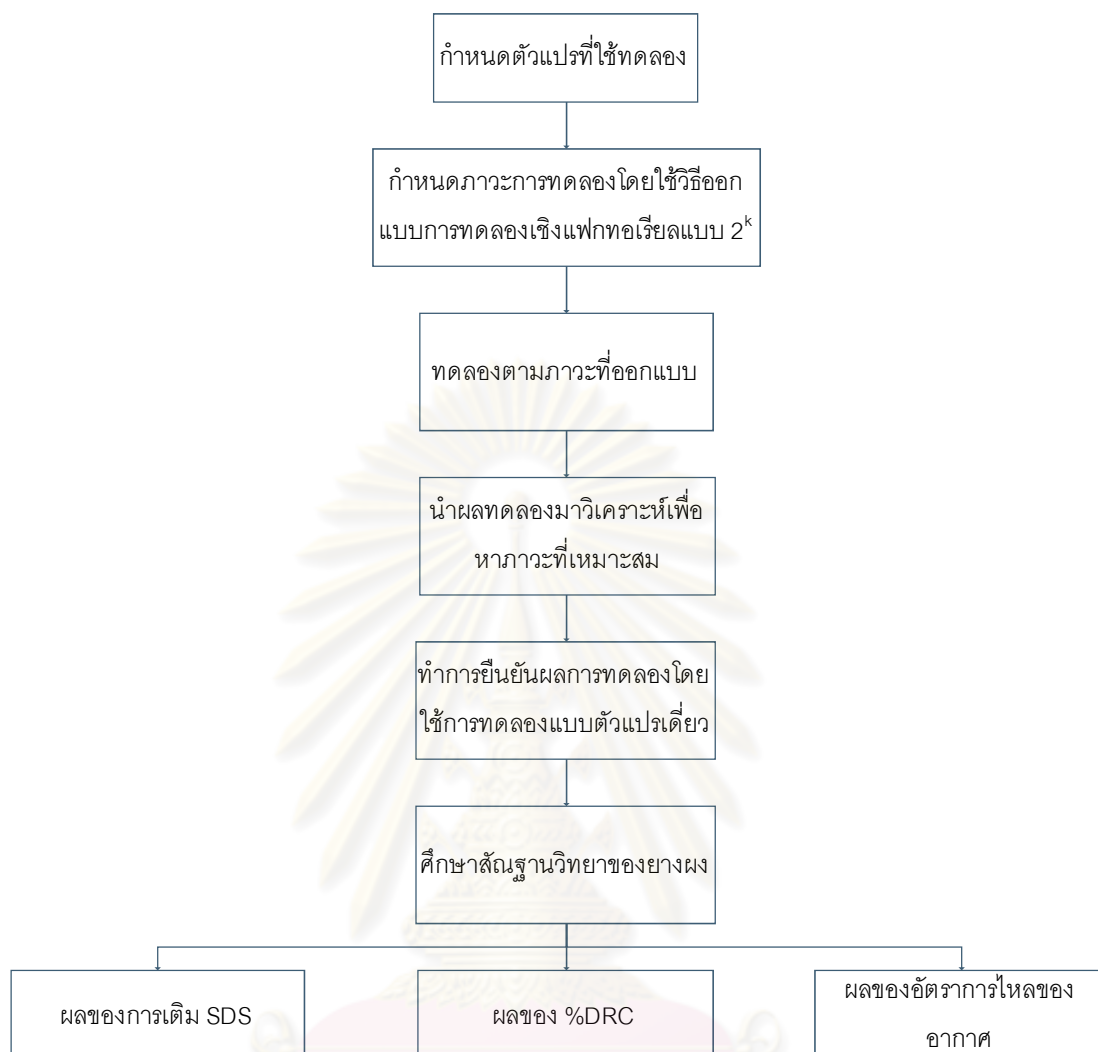 กำหนดตัวแปรที่ใช้ทดลอง
กำหนดภาวะการทดลองโดยใช้วิธีออก
แบบการทดลองเชิงแฟกทอเรียลแบบ 2^k
ทดลองตามภาวะที่ออกแบบ
นำผลทดลองมาวิเคราะห์เพื่อ
หาภาวะที่เหมาะสม
ทำการยืนยันผลการทดลองโดย
ใช้การทดลองแบบตัวแปรเดี่ยว
ศึกษาสัณฐานวิทยาของยางผง
ผลของการเติม SDS
ผลของ %DRC
ผลของอัตราการไหลของ
อากาศ